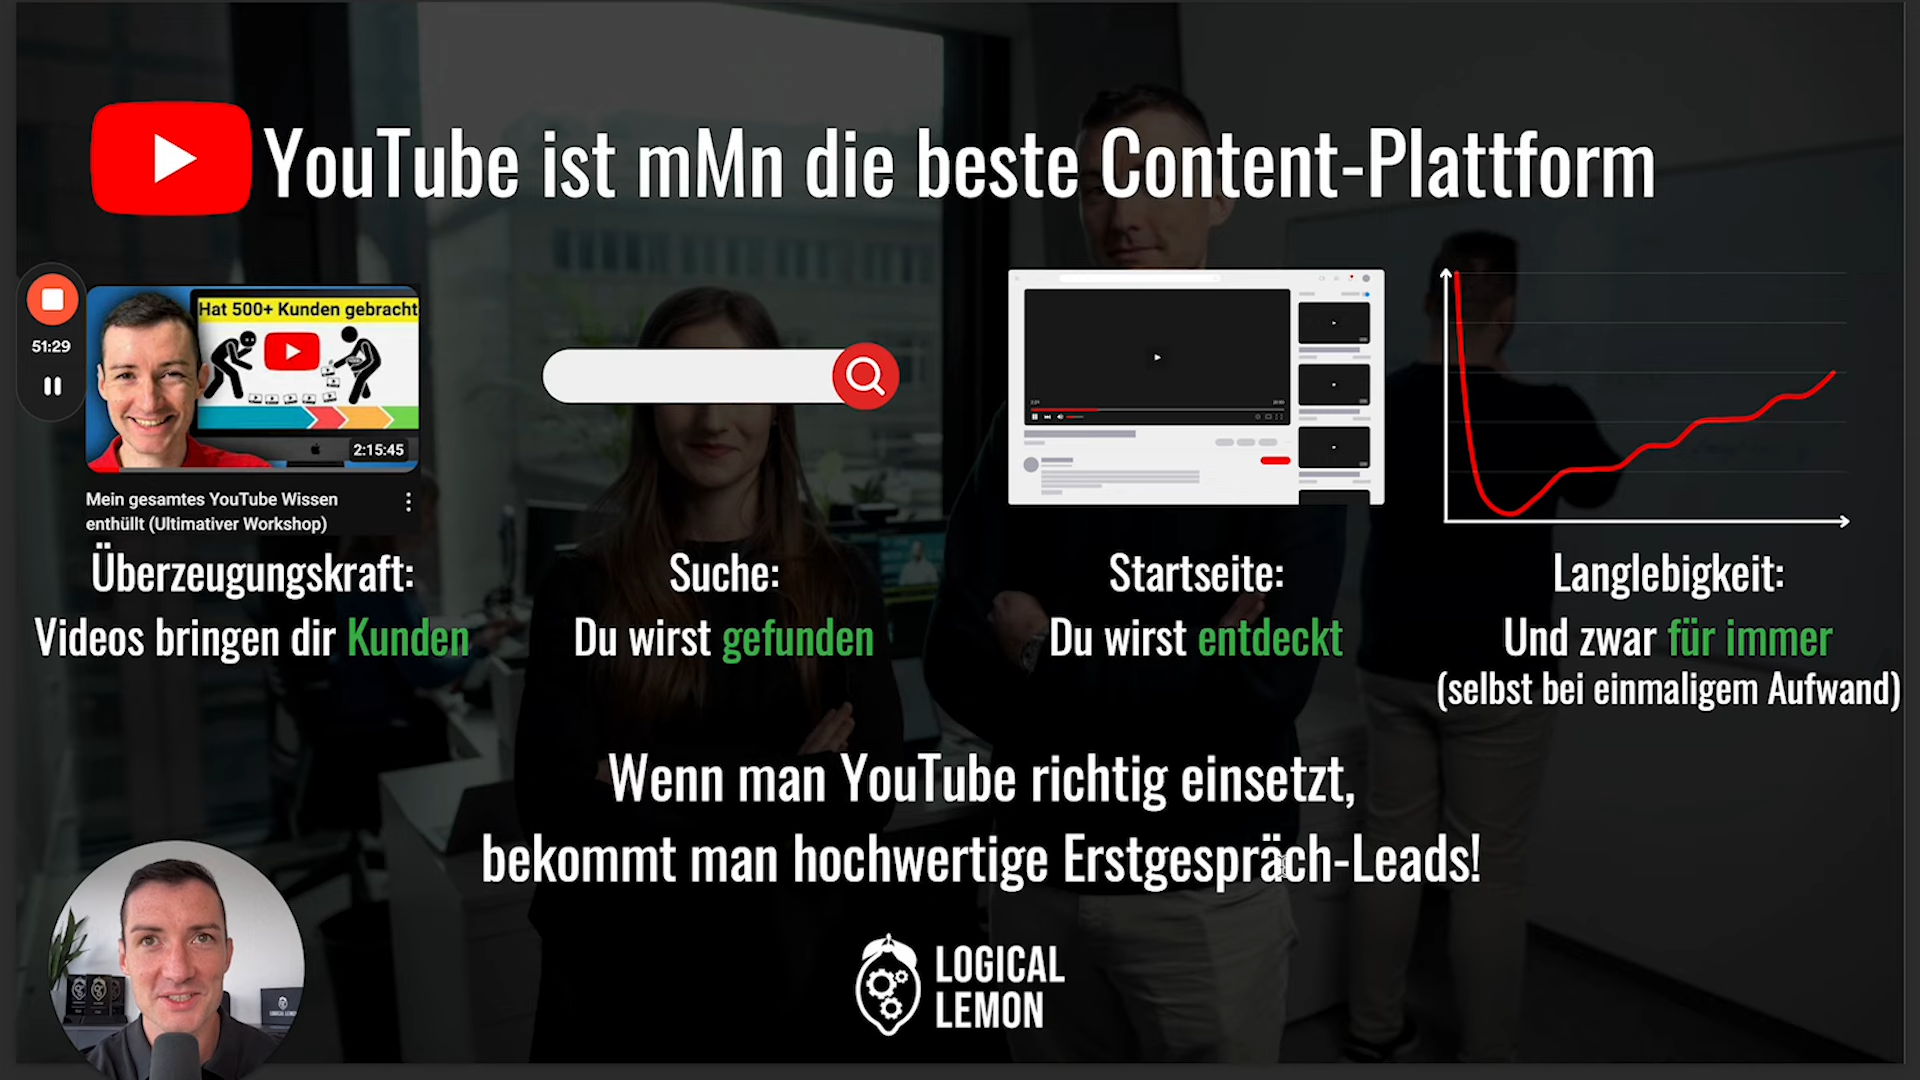 YouTube ist mMn die beste Content-Plattform
51:29
Hat 500+ Kunden gebracht
2:15:45
Mein gesamtes YouTube Wissen
enthüllt (Ultimativer Workshop)
Überzeugungskraft:
Videos bringen dir Kunden
Suche:
Du wirst gefunden
Startseite:
Du wirst entdeckt
Langlebigkeit:
Und zwar für immer
(selbst bei einmaligem Aufwand)
Wenn man YouTube richtig einsetzt,
bekommt man hochwertige Erstgespräch-Leads!
LOGICAL
LEMON